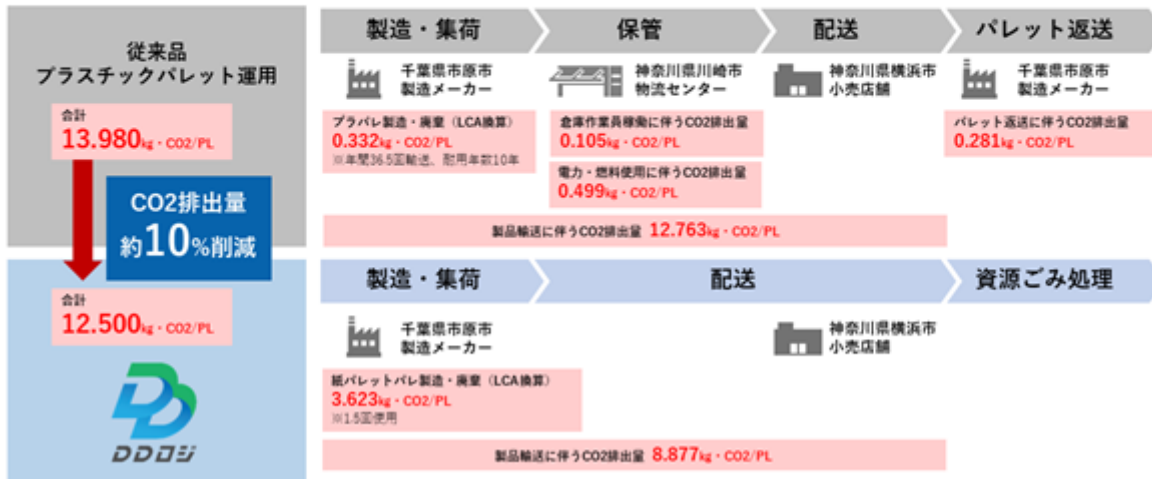 従来品
プラスチックパレット運用
合計
13.980kg・CO2/PL
CO2排出量
約10%削減
合計
12.500kg・CO2/PL
DDロジ
製造・集荷
保管
配送
パレット返送
千葉県市原市
製造メーカー
神奈川県川崎市
物流センター
神奈川県横浜市
小売店舗
千葉県市原市
製造メーカー
プラパレ製造・廃棄（LCA換算）
0.332kg・CO2/PL
※年間36.5回輸送、耐用年数10年
倉庫作業員稼働に伴うCO2排出量
0.105kg・CO2/PL
電力・燃料使用に伴うCO2排出量
0.499kg・CO2/PL
パレット返送に伴うCO2排出量
0.281kg・CO2/PL
製品輸送に伴うCO2排出量 12.763kg・CO2/PL
製造・集荷
配送
資源ごみ処理
千葉県市原市
製造メーカー
神奈川県横浜市
小売店舗
紙パレットパレ製造・廃棄（LCA換算）
3.623kg・CO2/PL
※1.5回使用
製品輸送に伴うCO2排出量 8.877kg・CO2/PL